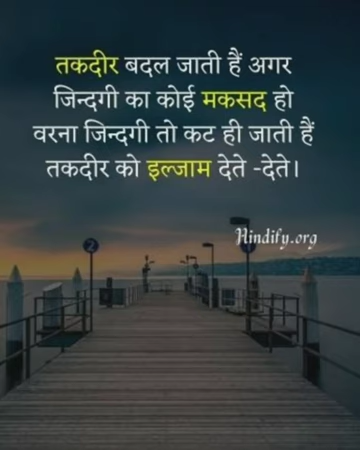 तकदीर बदल जाती हैं अगर
जिन्दगी का कोई मकसद हो
वरना जिन्दगी तो कट ही जाती हैं
तकदीर को इल्जाम देते -देते।
Hindify.org
2